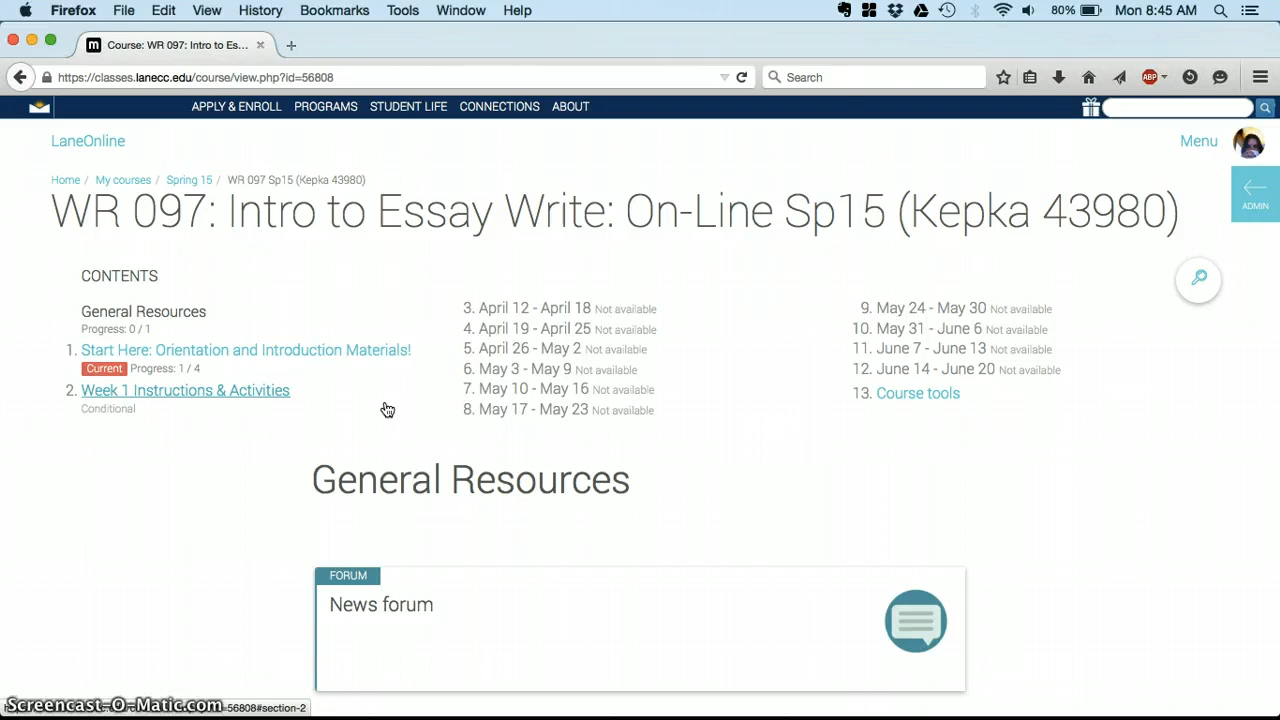 Firefox File Edit View History Bookmarks Tools Window Help 80% Mon 8:45 AM
Course: WR 097: Intro to Es...
https://classes.lanecc.edu/course/view.php?id=56808 Search ABP
APPLY & ENROLL PROGRAMS STUDENT LIFE CONNECTIONS ABOUT
LaneOnline Menu
Home / My courses / Spring 15 / WR 097 Sp15 (Kepka 43980)
ADMIN
WR 097: Intro to Essay Write: On-Line Sp15 (Kepka 43980)
CONTENTS
General Resources
Progress: 0 / 1
1. Start Here: Orientation and Introduction Materials!
Current Progress: 1 / 4
2. Week 1 Instructions & Activities
Conditional
3. April 12 - April 18 Not available
4. April 19 - April 25 Not available
5. April 26 - May 2 Not available
6. May 3 - May 9 Not available
7. May 10 - May 16 Not available
8. May 17 - May 23 Not available
9. May 24 - May 30 Not available
10. May 31 - June 6 Not available
11. June 7 - June 13 Not available
12. June 14 - June 20 Not available
13. Course tools
General Resources
FORUM
News forum
Screencast-O-Matic.com
=56808#section-2